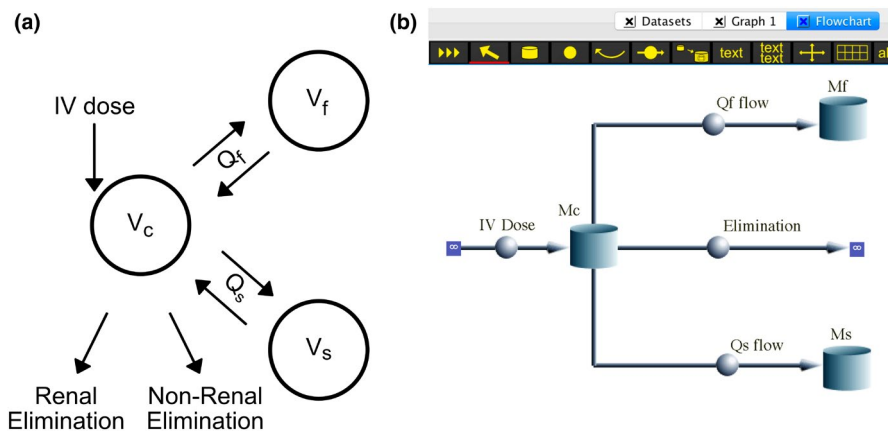 (a)
IV dose
V_f
Q_f
V_c
Q_s
V_s
Renal
Elimination
Non-Renal
Elimination
(b)
Datasets
Graph 1
Flowchart
text
text
text
Mf
Qf flow
IV Dose
Mc
Elimination
∞
∞
Ms
Qs flow